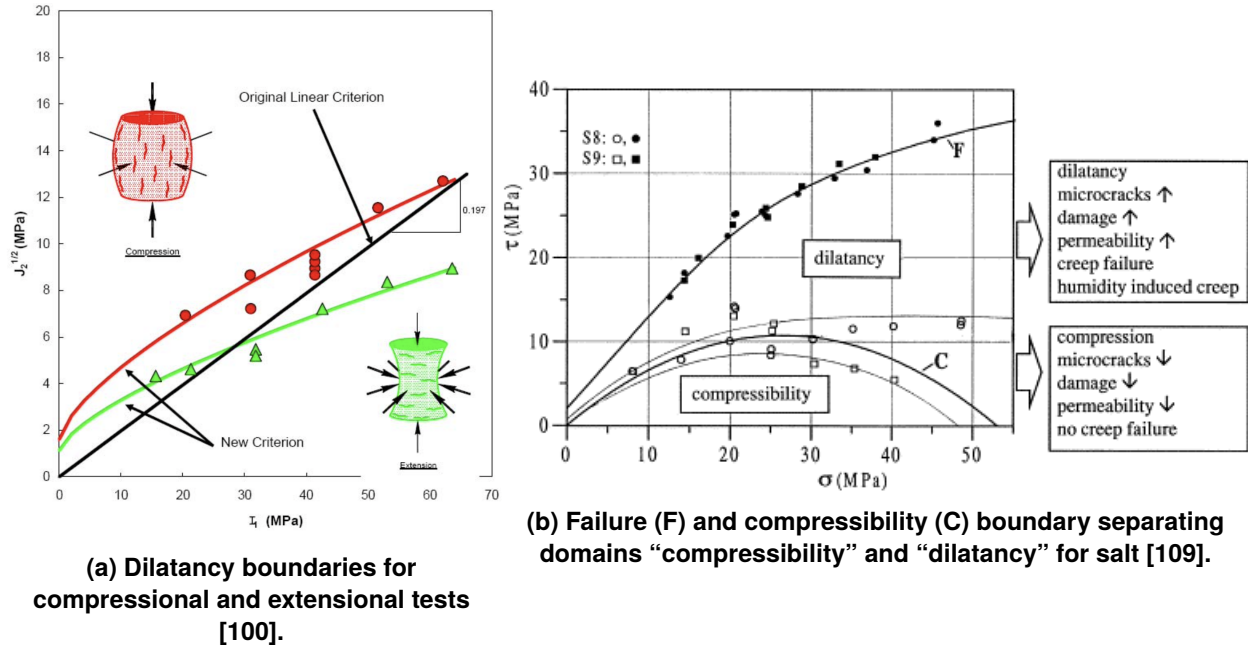 20
18
16
14
12
10
8
6
4
2
0
J₂^1/2 (MPa)
Original Linear Criterion
Compression
0.197
New Criterion
Extension
0
10
20
30
40
50
60
70
I₁ (MPa)
(a) Dilatancy boundaries for
compressional and extensional tests
[100].
40
30
20
10
0
τ (MPa)
S8: ○, ●
S9: □, ■
F
dilatancy
C
compressibility
0
10
20
30
40
50
σ (MPa)
dilatancy
microcracks ↑
damage ↑
permeability ↑
creep failure
humidity induced creep
compression
microcracks ↓
damage ↓
permeability ↓
no creep failure
(b) Failure (F) and compressibility (C) boundary separating
domains “compressibility” and “dilatancy” for salt [109].